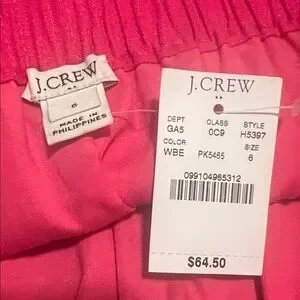 J.CREW
6
MADE IN
PHILIPPINES
J.CREW
DEPT CLASS STYLE
GA5 0C9 H5397
COLOR SIZE
WBE PK5465 6
099104965312
$64.50